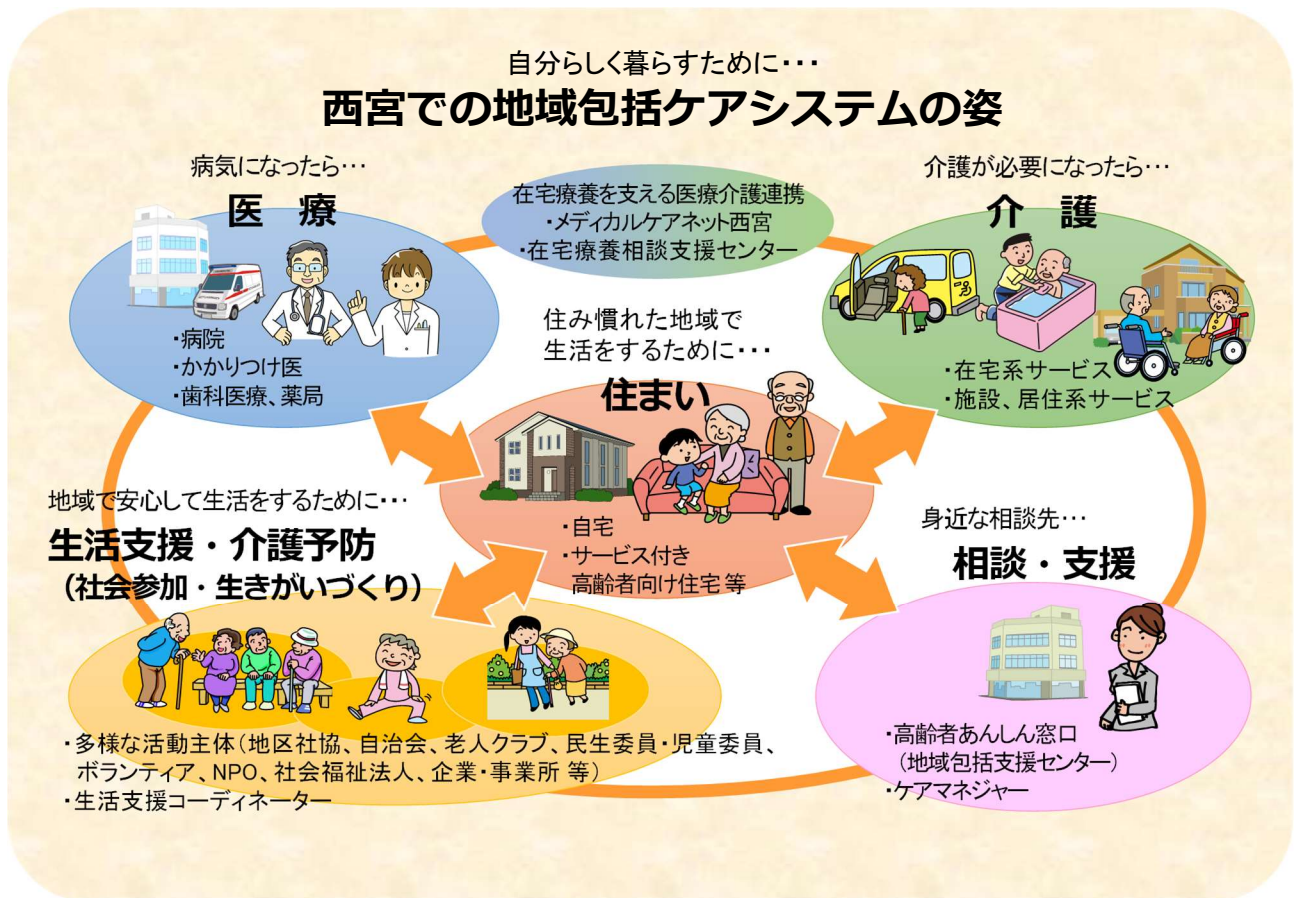 自分らしく暮らすために・・・
西宮での地域包括ケアシステムの姿
病気になったら・・・
医　療
・病院
・かかりつけ医
・歯科医療、薬局
在宅療養を支える医療介護連携
・メディカルケアネット西宮
・在宅療養相談支援センター
介護が必要になったら・・・
介　護
・在宅系サービス
・施設、居住系サービス
住み慣れた地域で
生活をするために・・・
住まい
・自宅
・サービス付き
高齢者向け住宅 等
地域で安心して生活をするために・・・
生活支援・介護予防
（社会参加・生きがいづくり）
・多様な活動主体（地区社協、自治会、老人クラブ、民生委員・児童委員、
ボランティア、NPO、社会福祉法人、企業・事業所 等）
・生活支援コーディネーター
身近な相談先・・・
相談・支援
・高齢者あんしん窓口
（地域包括支援センター）
・ケアマネジャー